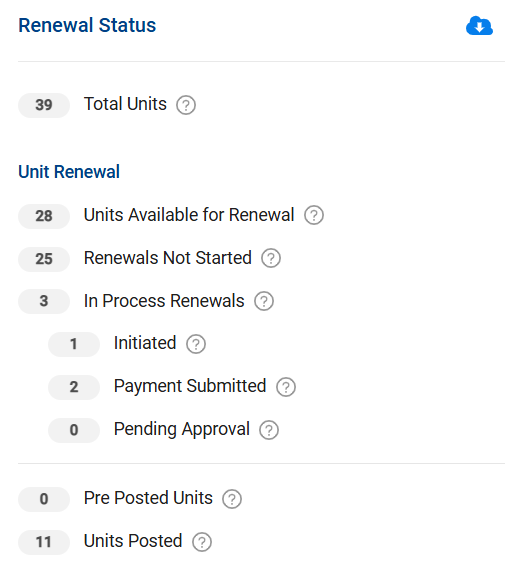 Renewal Status
39 Total Units ?
Unit Renewal
28 Units Available for Renewal ?
25 Renewals Not Started ?
3 In Process Renewals ?
1 Initiated ?
2 Payment Submitted ?
0 Pending Approval ?
0 Pre Posted Units ?
11 Units Posted ?